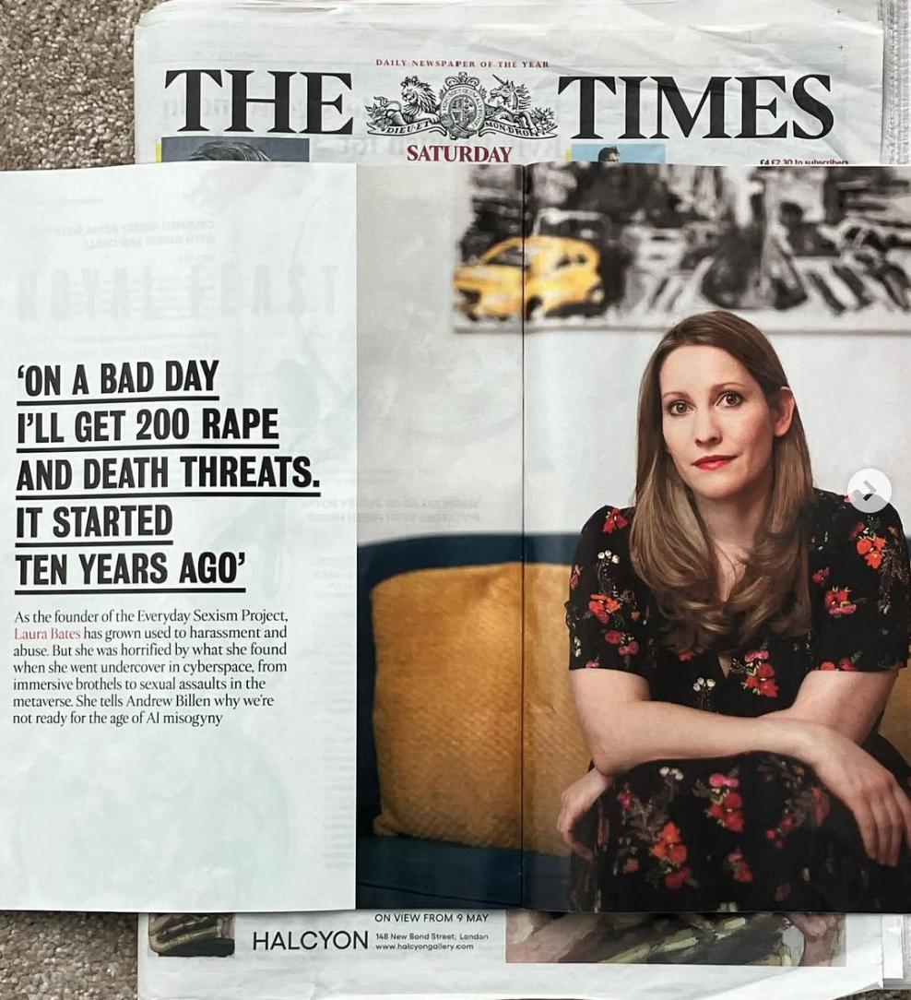 DAILY NEWSPAPER OF THE YEAR
THE TIMES
DIEU·ET MON·DROIT
SATURDAY
£4 £2.30 to subscribers
‘ON A BAD DAY
I’LL GET 200 RAPE
AND DEATH THREATS.
IT STARTED
TEN YEARS AGO’
As the founder of the Everyday Sexism Project,
Laura Bates has grown used to harassment and
abuse. But she was horrified by what she found
when she went undercover in cyberspace, from
immersive brothels to sexual assaults in the
metaverse. She tells Andrew Billen why we’re
not ready for the age of AI misogyny
ON VIEW FROM 9 MAY
HALCYON
148 New Bond Street, London
www.halcyongallery.com